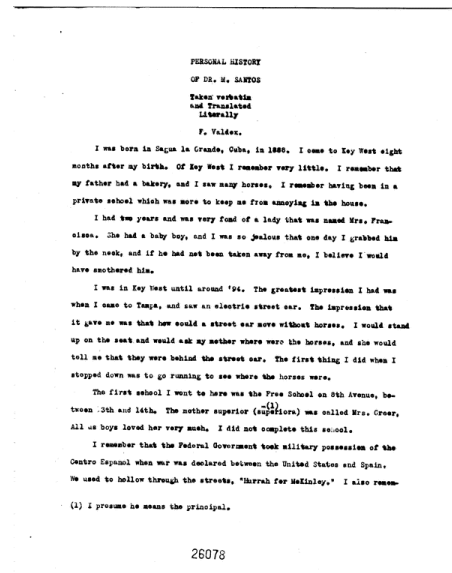 PERSONAL HISTORY
OF DR. M. SANTOS
Taken verbatim
and Translated
Literally
F. Valdez.
I was born in Sagua la Grande, Cuba, in 1888. I came to Key West eight
months after my birth. Of Key West I remember very little. I remember that
my father had a bakery, and I saw many horses. I remember having been in a
private school which was more to keep me from annoying in the house.
I had two years and was very fond of a lady that was named Mrs. Fran-
cisca. She had a baby boy, and I was so jealous that one day I grabbed him
by the neck, and if he had not been taken away from me, I believe I would
have smothered him.
I was in Key West until around '94. The greatest impression I had was
when I came to Tampa, and saw an electric street car. The impression that
it gave me was that how could a street car move without horses. I would stand
up on the seat and would ask my mother where were the horses, and she would
tell me that they were behind the street car. The first thing I did when I
stopped down was to go running to see where the horses were.
The first school I went to here was the Free School on 8th Avenue, be-
tween 13th and 14th. The mother superior (superiora) (1) was called Mrs. Greer,
All us boys loved her very much. I did not complete this school.
I remember that the Federal Government took military possession of the
Centro Espanol when war was declared between the United States and Spain.
We used to hollow through the streets, "Hurrah for McKinley." I also remem-
(1) I presume he means the principal.
26078